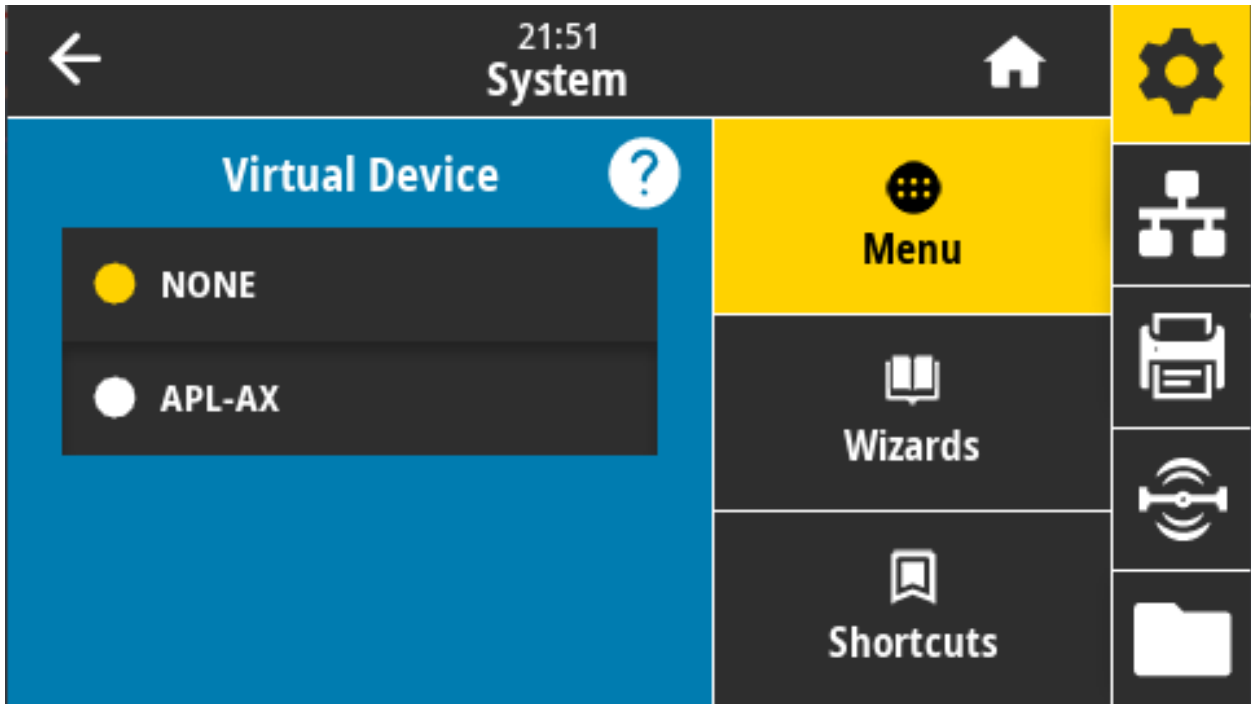 21:51
System
Virtual Device
?
NONE
APL-AX
Menu
Wizards
Shortcuts